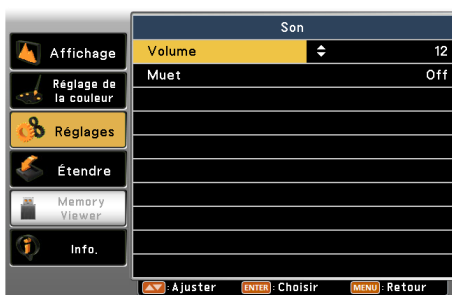 Son
Affichage
Réglage de
la couleur
Réglages
Étendre
Memory
Viewer
Info.
Volume 12
Muet Off
▲▼ : Ajuster ENTER : Choisir MENU : Retour